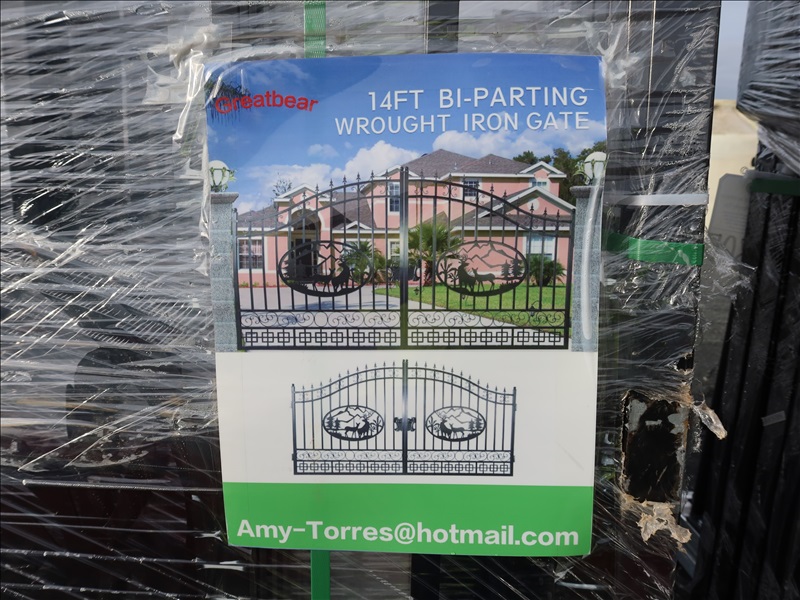 Greatbear
14FT BI-PARTING
WROUGHT IRON GATE
Amy-Torres@hotmail.com